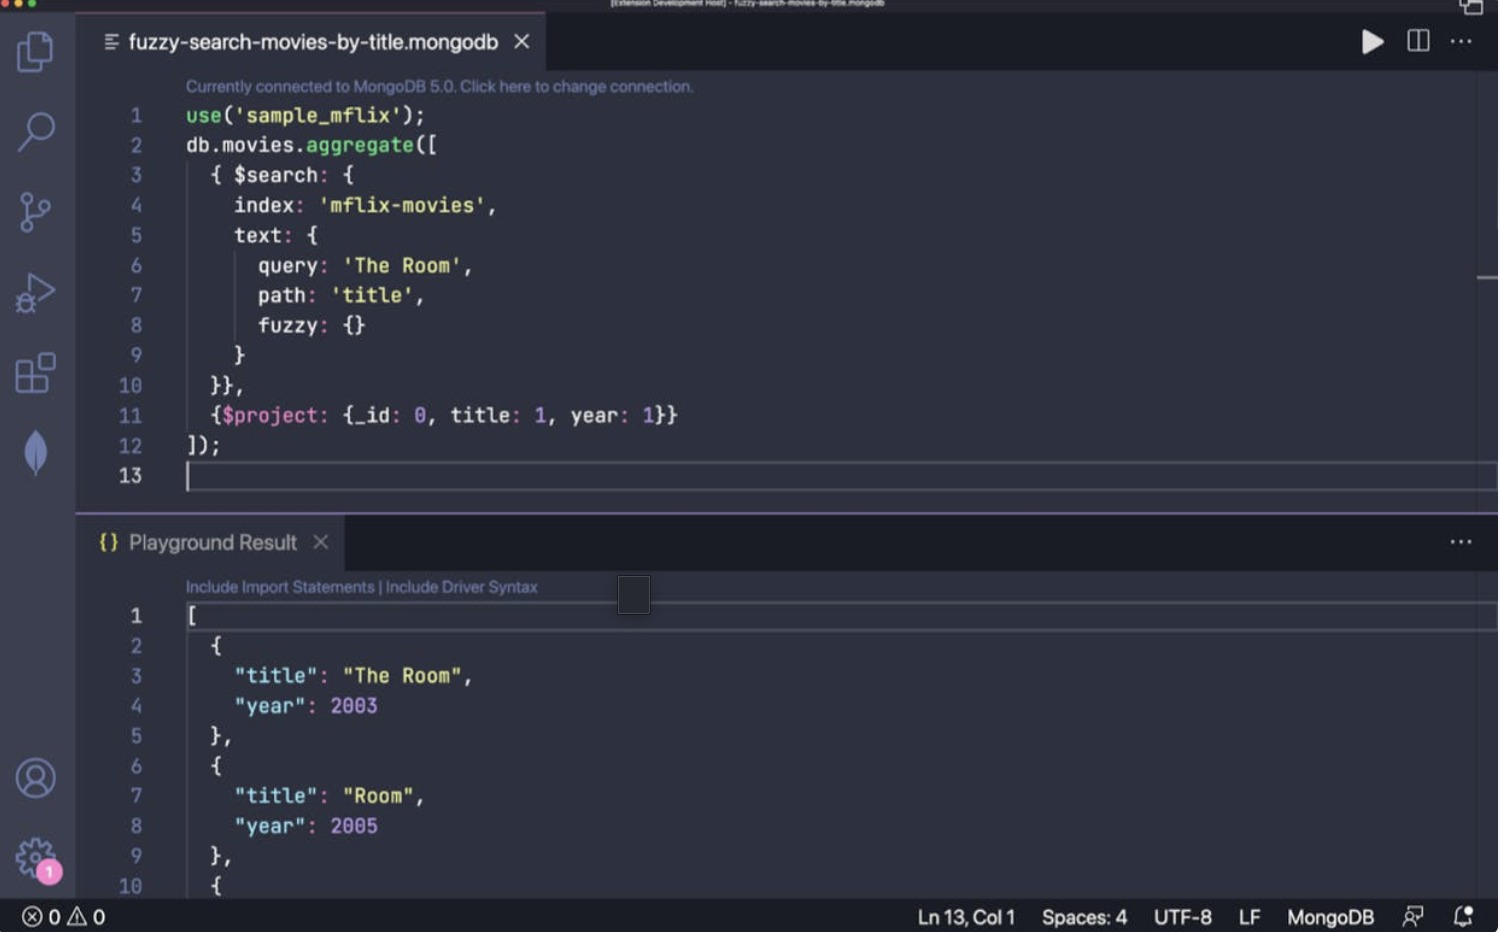 [Extension Development Host] - fuzzy-search-movies-by-title.mongodb
fuzzy-search-movies-by-title.mongodb
Currently connected to MongoDB 5.0. Click here to change connection.
1 use('sample_mflix');
2 db.movies.aggregate([
3 { $search: {
4 index: 'mflix-movies',
5 text: {
6 query: 'The Room',
7 path: 'title',
8 fuzzy: {}
9 }
10 }},
11 {$project: {_id: 0, title: 1, year: 1}}
12 ]);
13
{} Playground Result
Include Import Statements | Include Driver Syntax
1 [
2 {
3 "title": "The Room",
4 "year": 2003
5 },
6 {
7 "title": "Room",
8 "year": 2005
9 },
10 {
1
0 0 Ln 13, Col 1 Spaces: 4 UTF-8 LF MongoDB